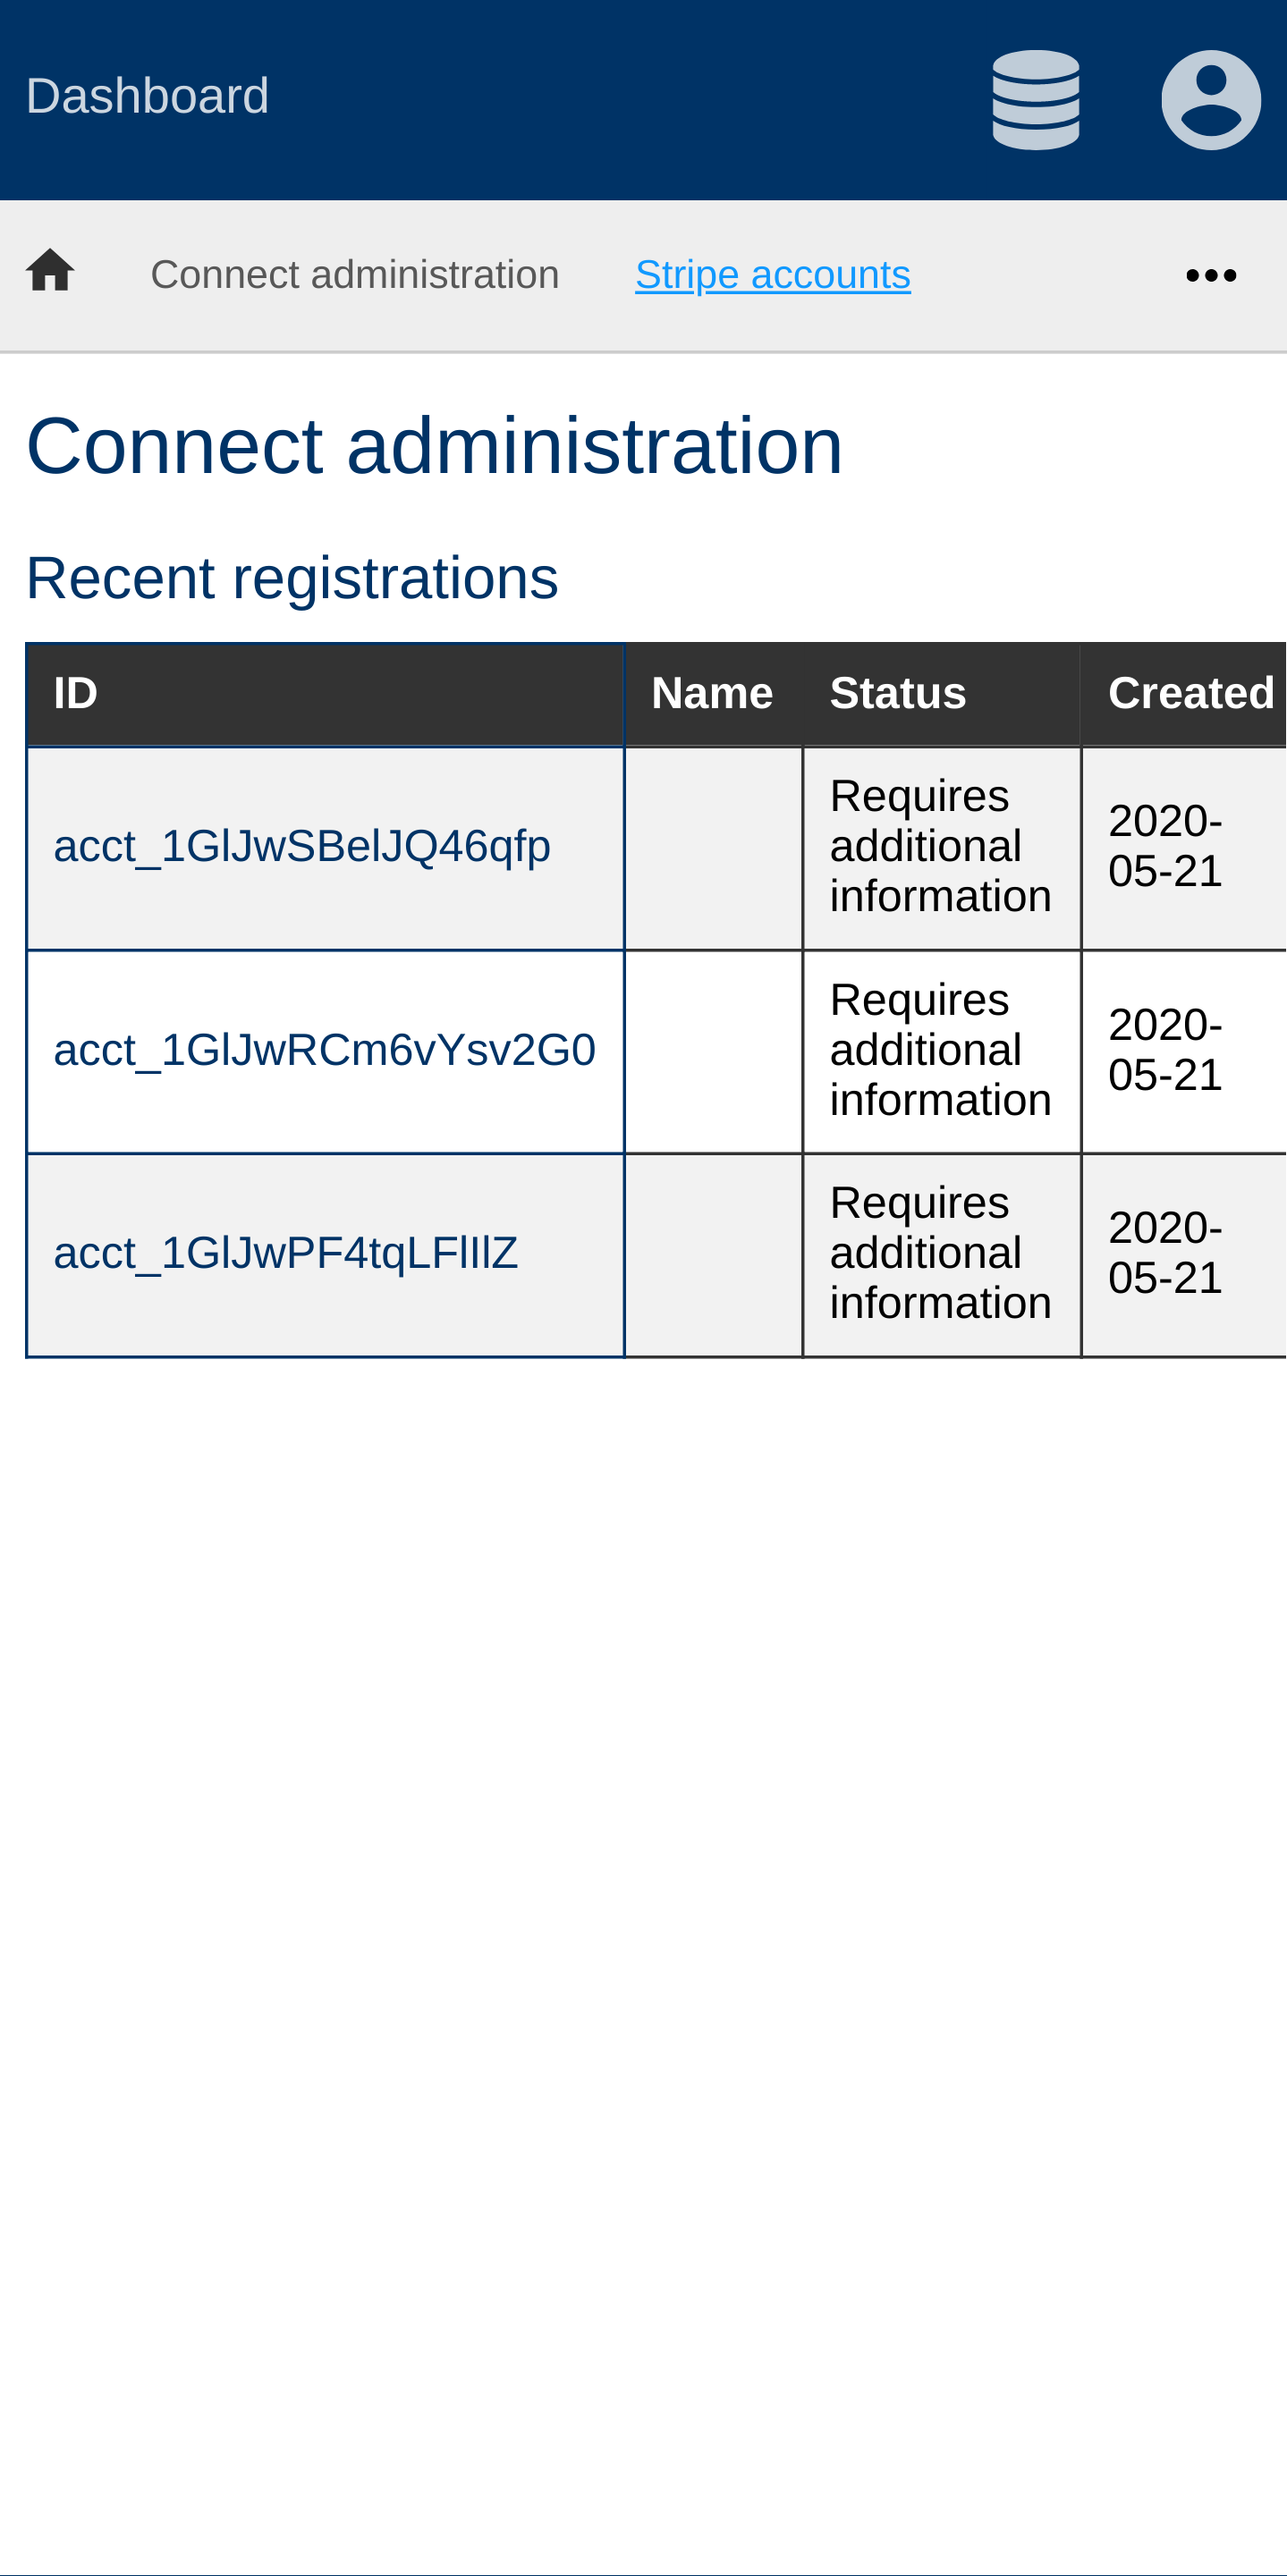 Dashboard
Connect administration Stripe accounts
Connect administration
Recent registrations
ID Name Status Created
acct_1GlJwSBelJQ46qfp Requires additional information 2020-05-21
acct_1GlJwRCm6vYsv2G0 Requires additional information 2020-05-21
acct_1GlJwPF4tqLFlIlZ Requires additional information 2020-05-21